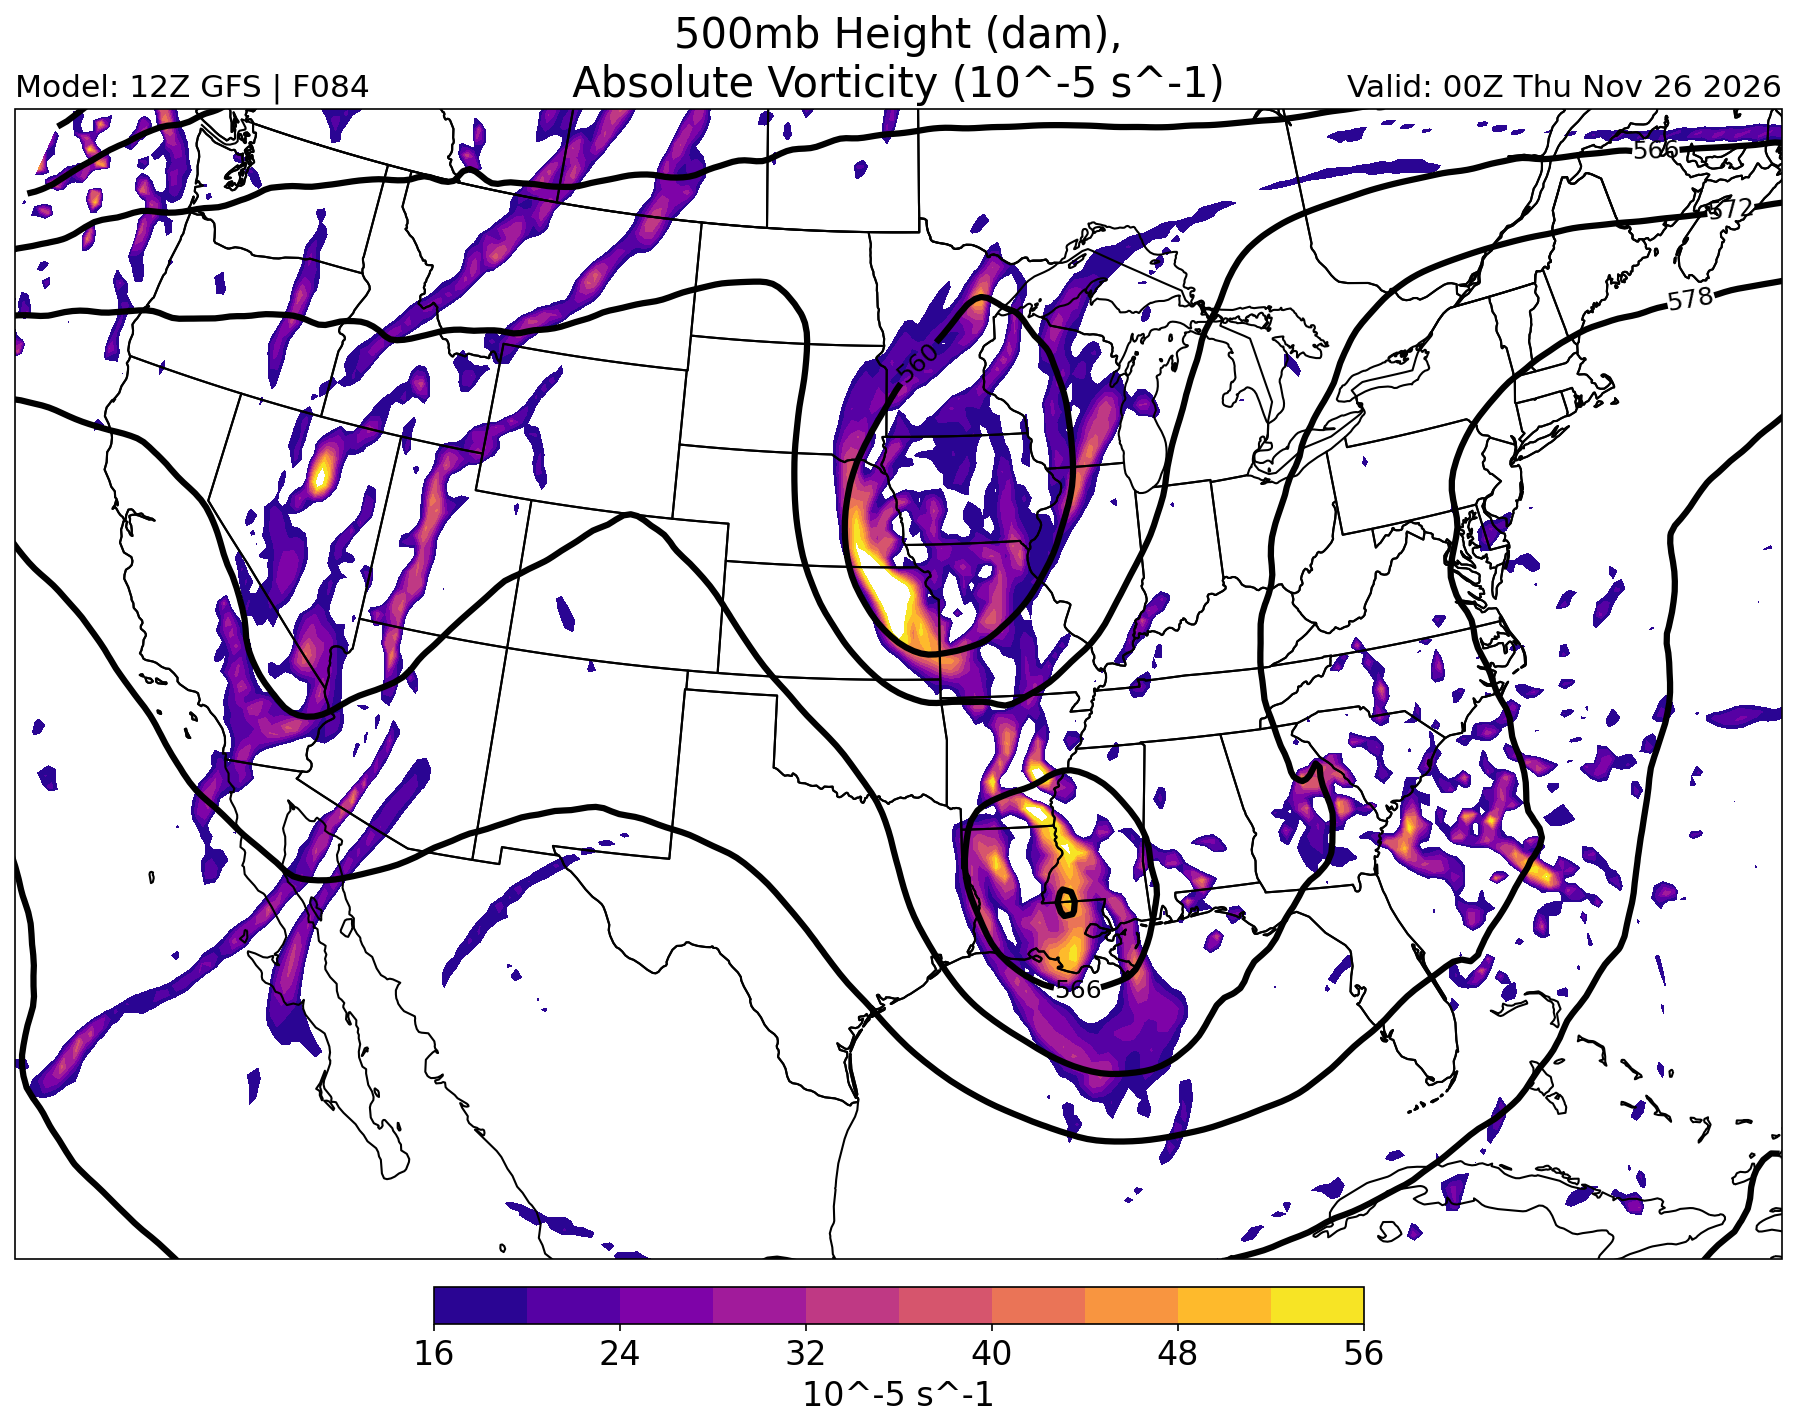 500mb Height (dam),
Absolute Vorticity (10^-5 s^-1)
Model: 12Z GFS | F084
Valid: 00Z Thu Nov 26 2026
566
572
578
560
566
16 24 32 40 48 56
10^-5 s^-1